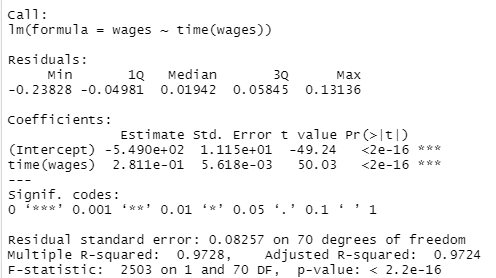 Call:
lm(formula = wages ~ time(wages))
Residuals:
Min 1Q Median 3Q Max
-0.23828 -0.04981 0.01942 0.05845 0.13136
Coefficients:
Estimate Std. Error t value Pr(>|t|)
(Intercept) -5.490e+02 1.115e+01 -49.24 <2e-16 ***
time(wages) 2.811e-01 5.618e-03 50.03 <2e-16 ***
---
Signif. codes:
0 ‘***’ 0.001 ‘**’ 0.01 ‘*’ 0.05 ‘.’ 0.1 ‘ ’ 1
Residual standard error: 0.08257 on 70 degrees of freedom
Multiple R-squared: 0.9728, Adjusted R-squared: 0.9724
F-statistic: 2503 on 1 and 70 DF, p-value: < 2.2e-16